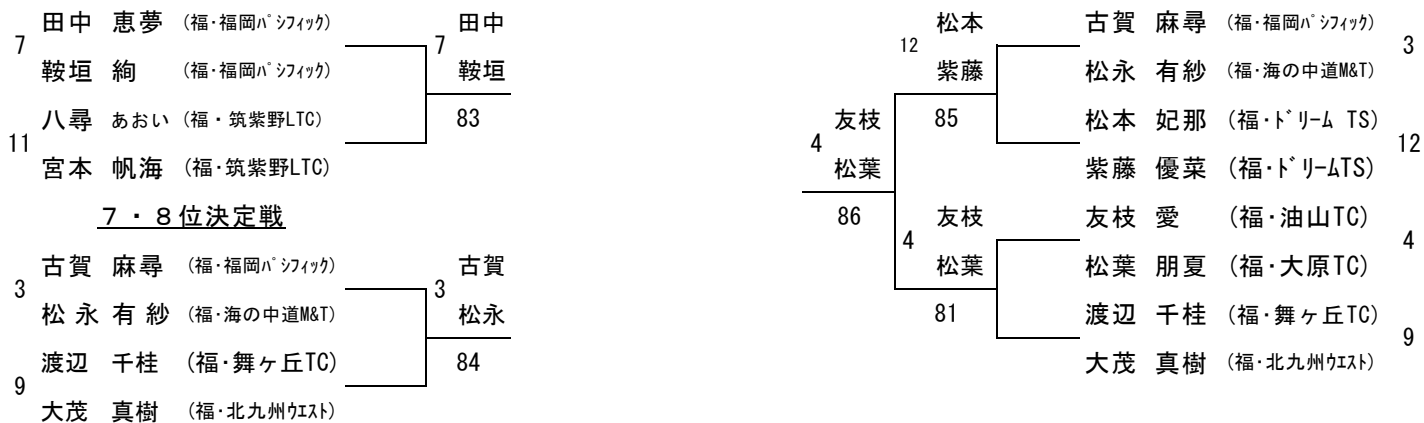 田中 恵夢 (福・福岡ﾊﾟｼﾌｨｯｸ)
7
鞍垣 絢 (福・福岡ﾊﾟｼﾌｨｯｸ)
八尋 あおい (福・筑紫野LTC)
11
宮本 帆海 (福・筑紫野LTC)
田中
7
鞍垣
83
７・８位決定戦
古賀 麻尋 (福・福岡ﾊﾟｼﾌｨｯｸ)
3
松永 有紗 (福・海の中道M&T)
渡辺 千桂 (福・舞ヶ丘TC)
9
大茂 真樹 (福・北九州ｳｴｽﾄ)
古賀
3
松永
84
友枝
4
松葉
86
松本
12
紫藤
85
友枝
4
松葉
81
古賀 麻尋 (福・福岡ﾊﾟｼﾌｨｯｸ)
3
松永 有紗 (福・海の中道M&T)
松本 妃那 (福・ﾄﾞﾘｰﾑ TS)
12
紫藤 優菜 (福・ﾄﾞﾘｰﾑTS)
友枝 愛 (福・油山TC)
4
松葉 朋夏 (福・大原TC)
渡辺 千桂 (福・舞ヶ丘TC)
9
大茂 真樹 (福・北九州ｳｴｽﾄ)